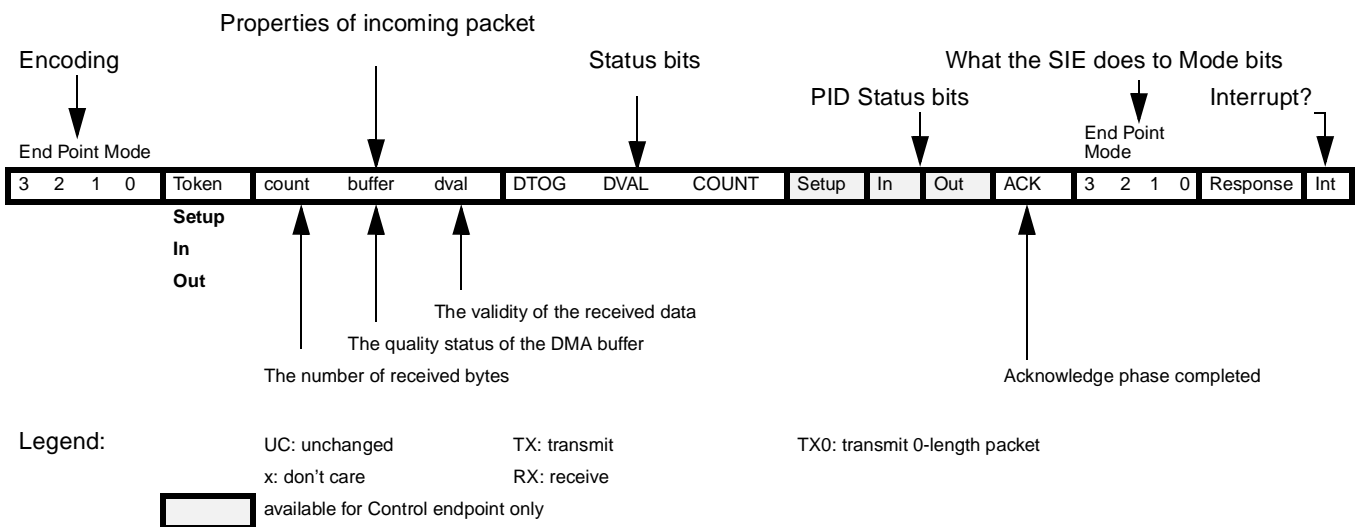 Properties of incoming packet
Encoding Status bits What the SIE does to Mode bits
PID Status bits Interrupt?
End Point Mode End Point
Mode
3 2 1 0 Token count buffer dval DTOG DVAL COUNT Setup In Out ACK 3 2 1 0 Response Int
Setup
In
Out
The validity of the received data
The quality status of the DMA buffer
The number of received bytes Acknowledge phase completed
Legend: UC: unchanged TX: transmit TX0: transmit 0-length packet
x: don't care RX: receive
available for Control endpoint only